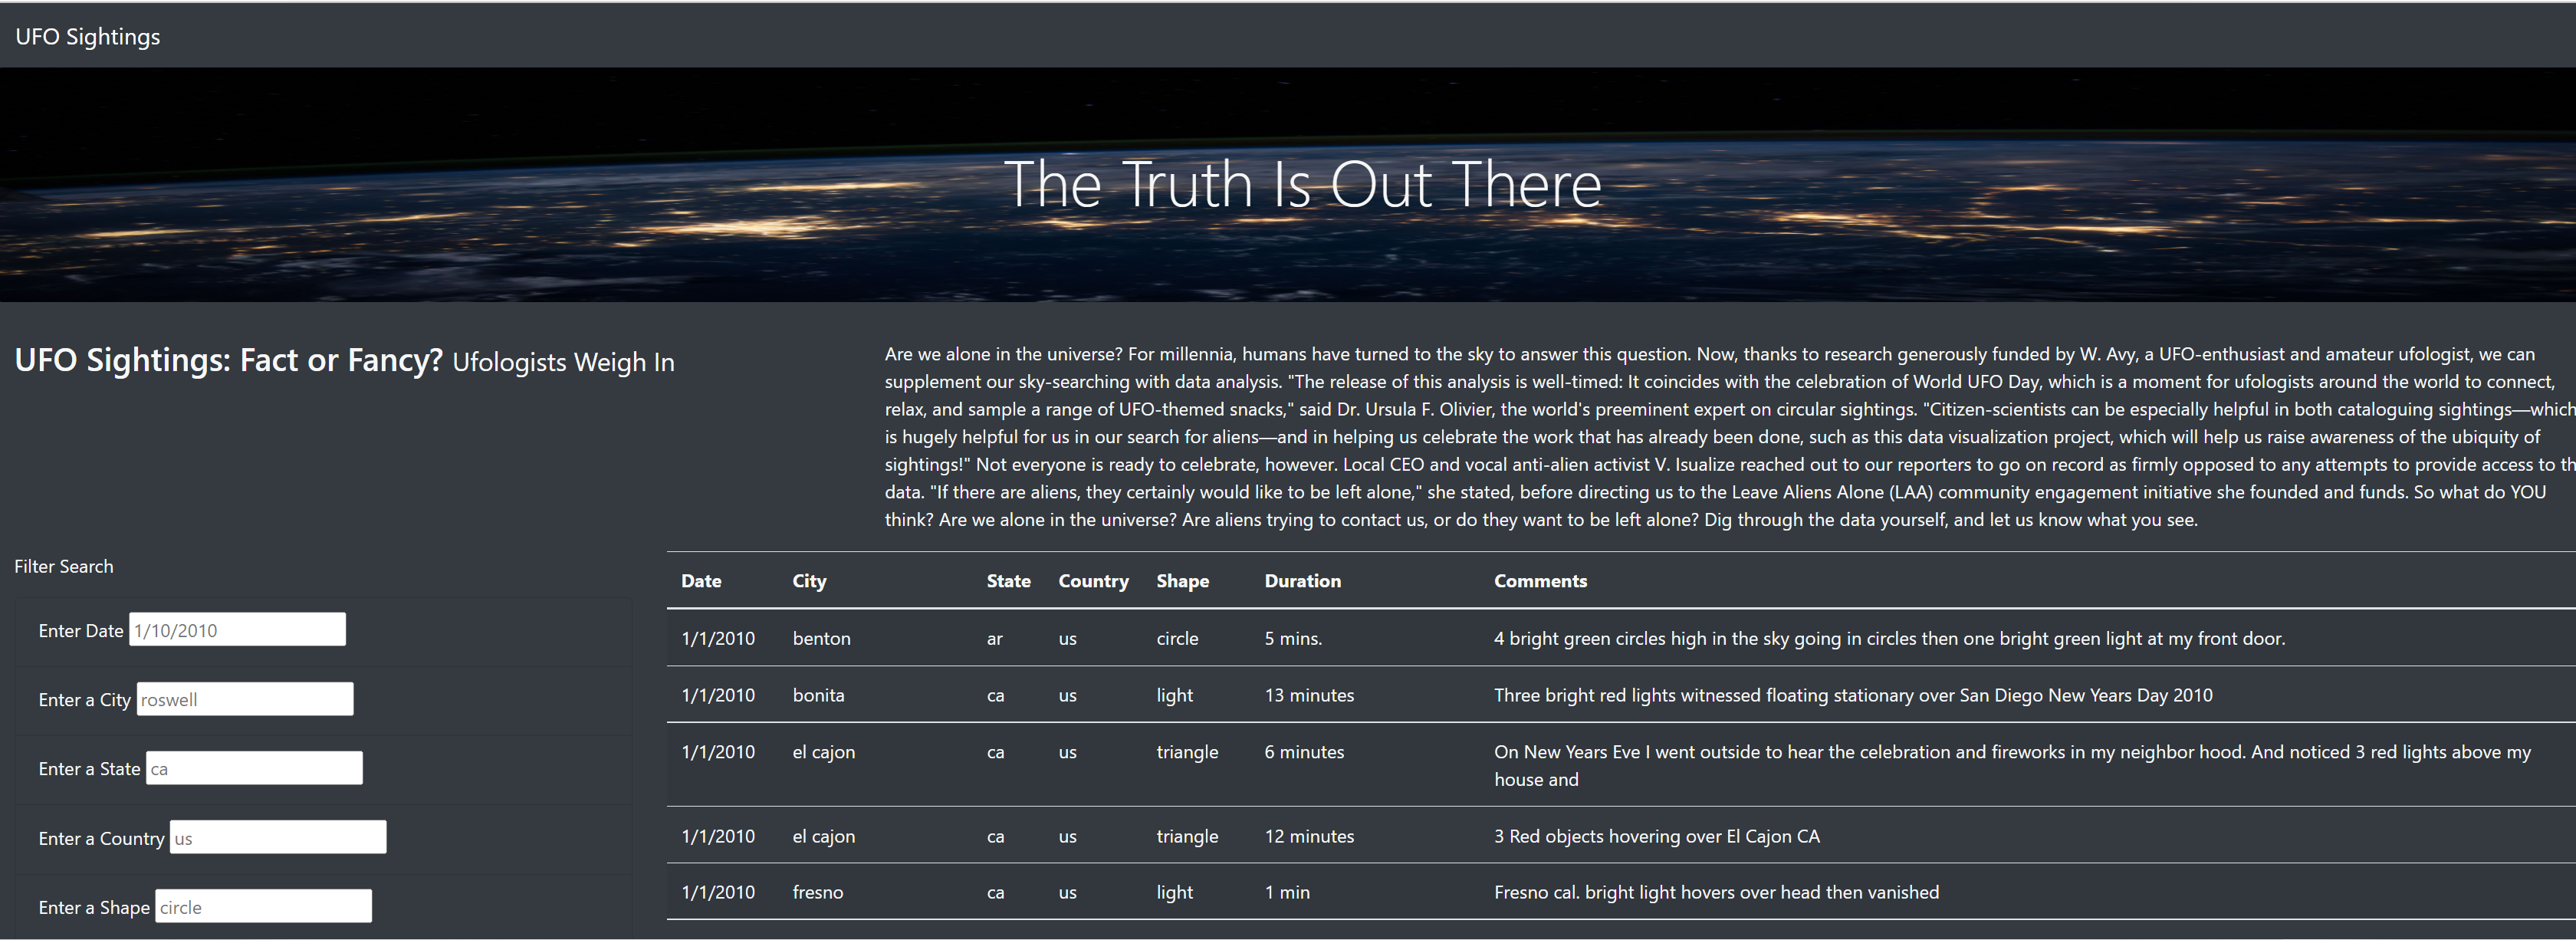 UFO Sightings
The Truth Is Out There
UFO Sightings: Fact or Fancy? Ufologists Weigh In
Are we alone in the universe? For millennia, humans have turned to the sky to answer this question. Now, thanks to research generously funded by W. Avy, a UFO-enthusiast and amateur ufologist, we can
supplement our sky-searching with data analysis. "The release of this analysis is well-timed: It coincides with the celebration of World UFO Day, which is a moment for ufologists around the world to connect,
relax, and sample a range of UFO-themed snacks," said Dr. Ursula F. Olivier, the world's preeminent expert on circular sightings. "Citizen-scientists can be especially helpful in both cataloguing sightings—which
is hugely helpful for us in our search for aliens—and in helping us celebrate the work that has already been done, such as this data visualization project, which will help us raise awareness of the ubiquity of
sightings!" Not everyone is ready to celebrate, however. Local CEO and vocal anti-alien activist V. Isualize reached out to our reporters to go on record as firmly opposed to any attempts to provide access to th
data. "If there are aliens, they certainly would like to be left alone," she stated, before directing us to the Leave Aliens Alone (LAA) community engagement initiative she founded and funds. So what do YOU
think? Are we alone in the universe? Are aliens trying to contact us, or do they want to be left alone? Dig through the data yourself, and let us know what you see.
Filter Search
Enter Date 1/10/2010
Enter a City roswell
Enter a State ca
Enter a Country us
Enter a Shape circle
Date City State Country Shape Duration Comments
1/1/2010 benton ar us circle 5 mins. 4 bright green circles high in the sky going in circles then one bright green light at my front door.
1/1/2010 bonita ca us light 13 minutes Three bright red lights witnessed floating stationary over San Diego New Years Day 2010
1/1/2010 el cajon ca us triangle 6 minutes On New Years Eve I went outside to hear the celebration and fireworks in my neighbor hood. And noticed 3 red lights above my
house and
1/1/2010 el cajon ca us triangle 12 minutes 3 Red objects hovering over El Cajon CA
1/1/2010 fresno ca us light 1 min Fresno cal. bright light hovers over head then vanished